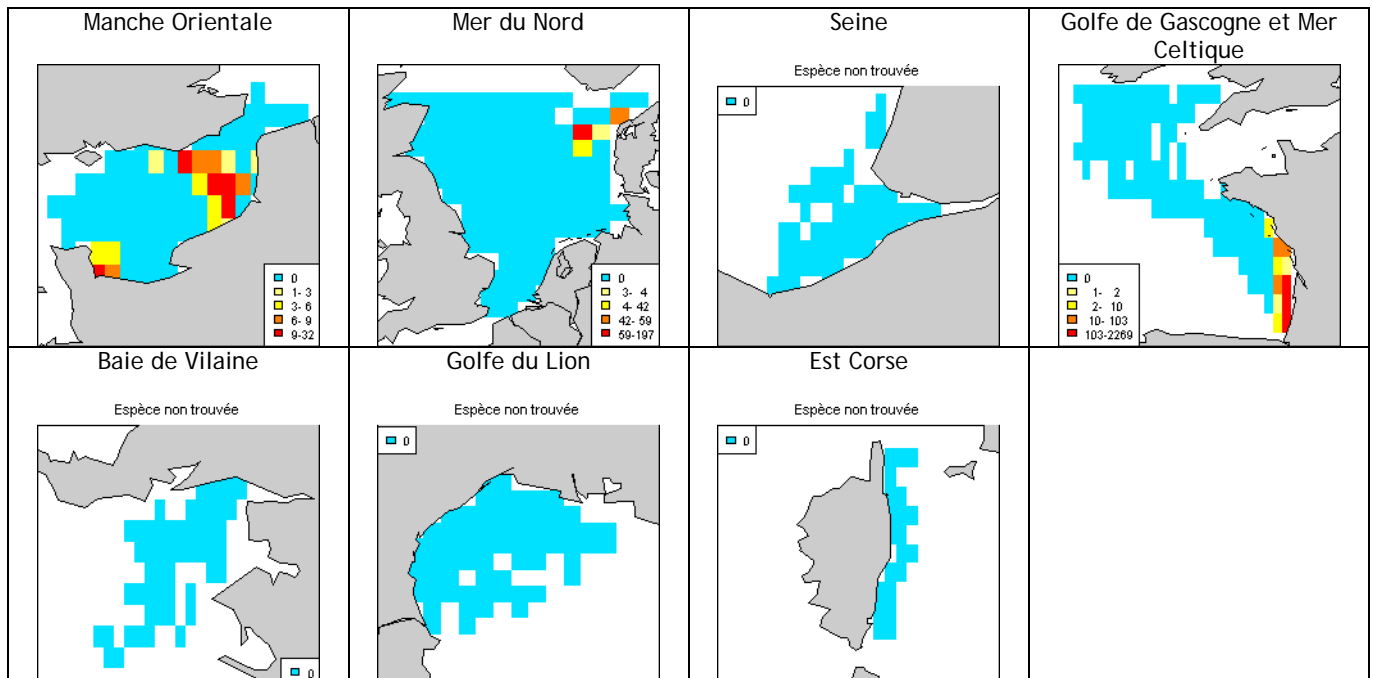 Manche Orientale
0
1- 3
3- 6
6- 9
9-32
Mer du Nord
0
3- 4
4- 42
42- 59
59-197
Seine
Espèce non trouvée
0
Golfe de Gascogne et Mer
Celtique
0
1- 2
2- 10
10- 103
103-2269
Baie de Vilaine
Espèce non trouvée
0
Golfe du Lion
Espèce non trouvée
0
Est Corse
Espèce non trouvée
0